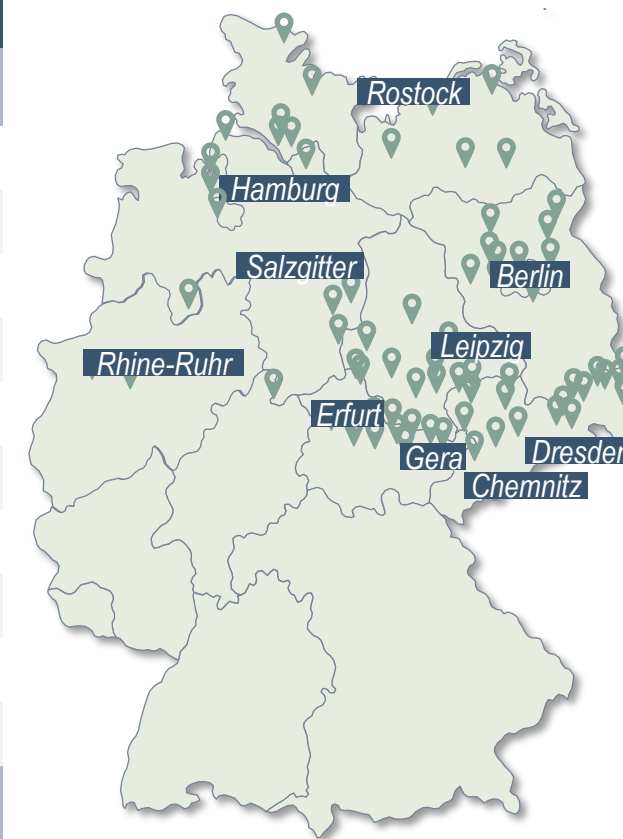 Rostock
Hamburg
Salzgitter
Berlin
Leipzig
Rhine-Ruhr
Erfurt
Gera
Dresden
Chemnitz